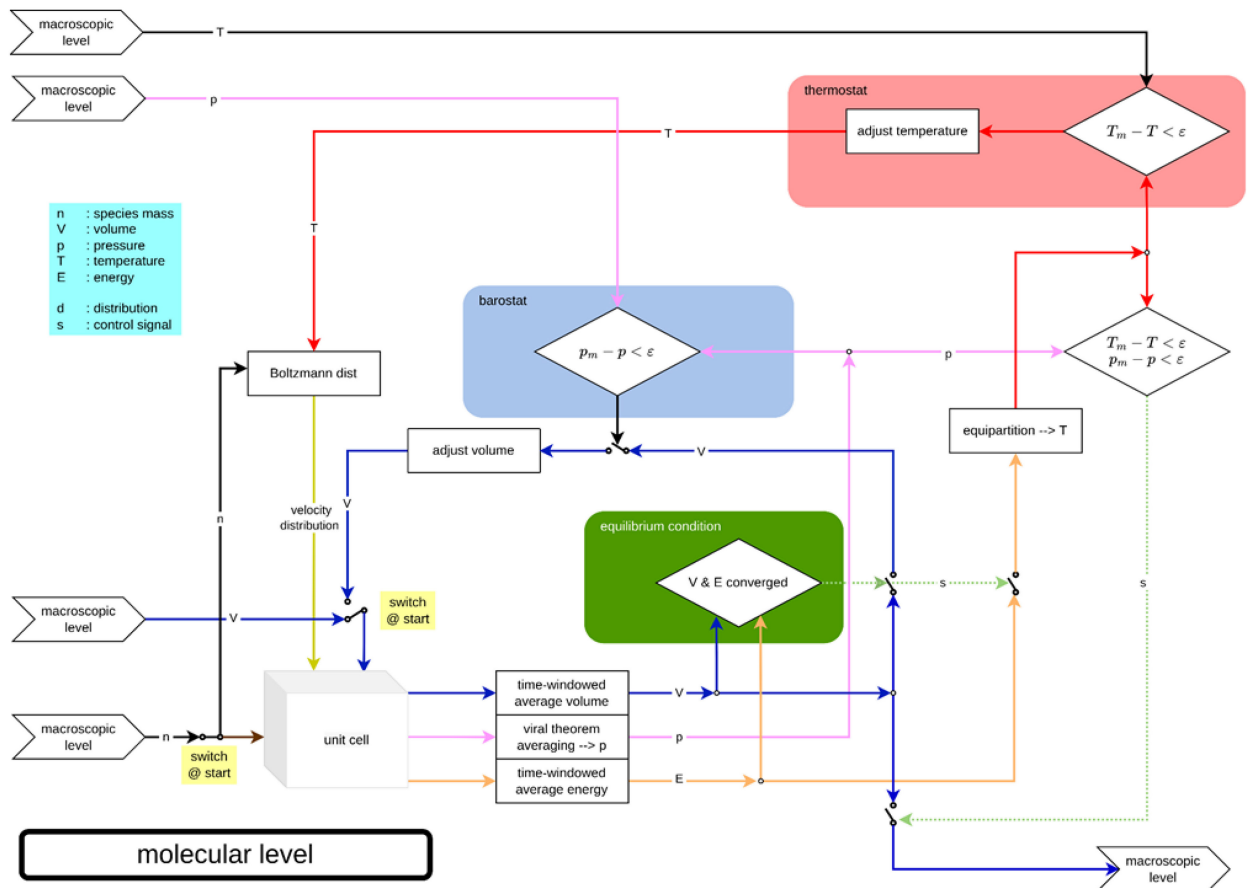 macroscopic
level
T
macroscopic
level
p
thermostat
adjust temperature
T_m − T < ε
T
T
n : species mass
V : volume
p : pressure
T : temperature
E : energy
d : distribution
s : control signal
barostat
p_m − p < ε
p
T_m − T < ε
p_m − p < ε
Boltzmann dist
equipartition --> T
adjust volume
V
V
velocity
distribution
n
equilibrium condition
V & E converged
s
s
macroscopic
level
V
switch
@ start
time-windowed
average volume
V
macroscopic
level
n
switch
@ start
unit cell
viral theorem
averaging --> p
p
time-windowed
average energy
E
molecular level
macroscopic
level